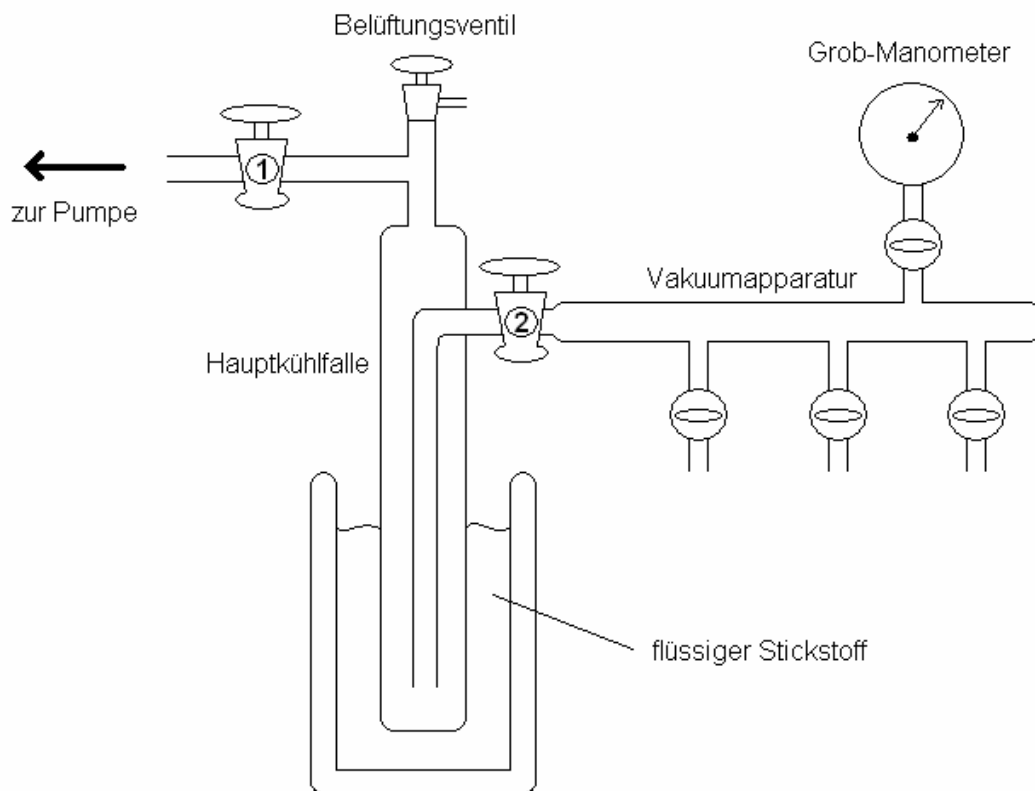 Belüftungsventil
Grob-Manometer
1
zur Pumpe
Vakuumapparatur
2
Hauptkühlfalle
flüssiger Stickstoff